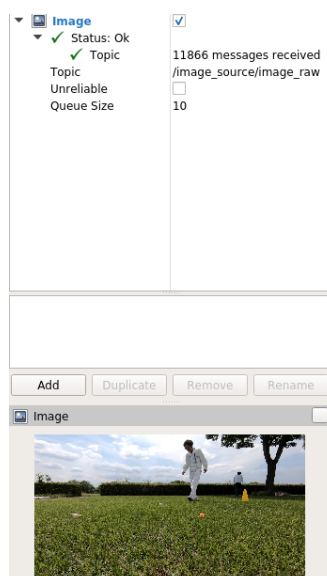 Image
Status: Ok
Topic 11866 messages received
Topic /image_source/image_raw
Unreliable
Queue Size 10
Add Duplicate Remove Rename
Image